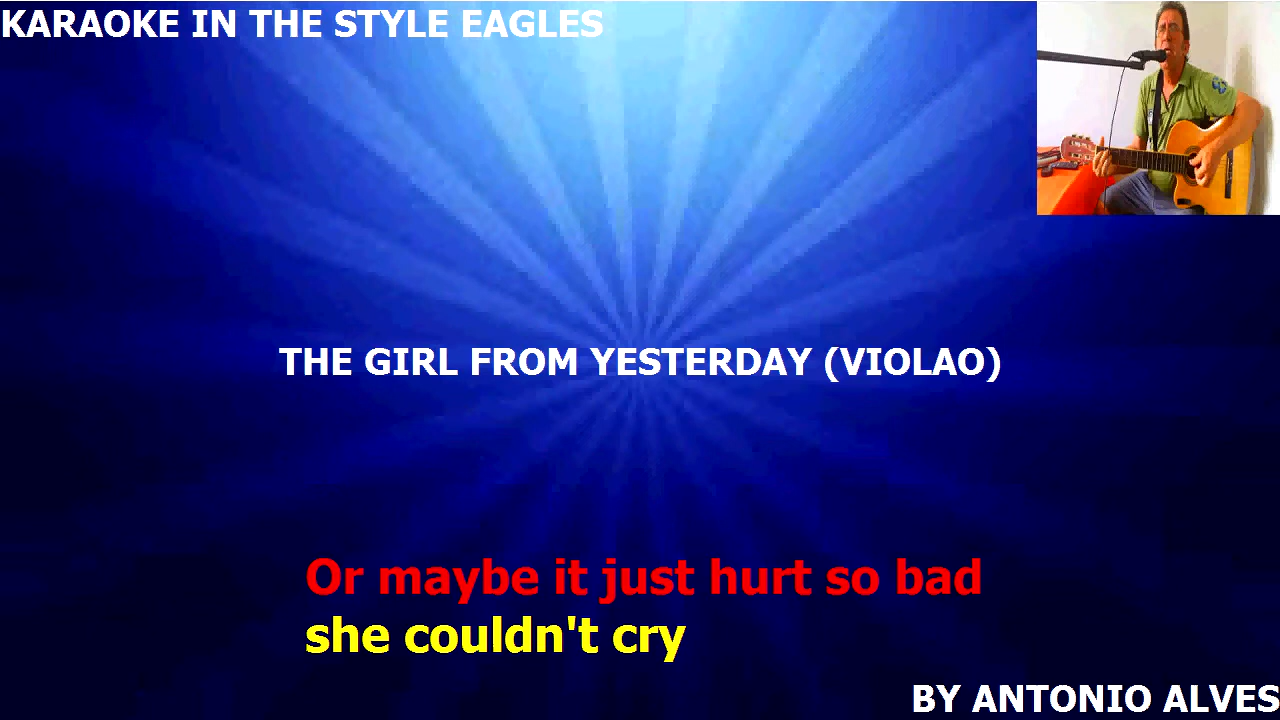 KARAOKE IN THE STYLE EAGLES
THE GIRL FROM YESTERDAY (VIOLAO)
Or maybe it just hurt so bad
she couldn't cry
BY ANTONIO ALVES